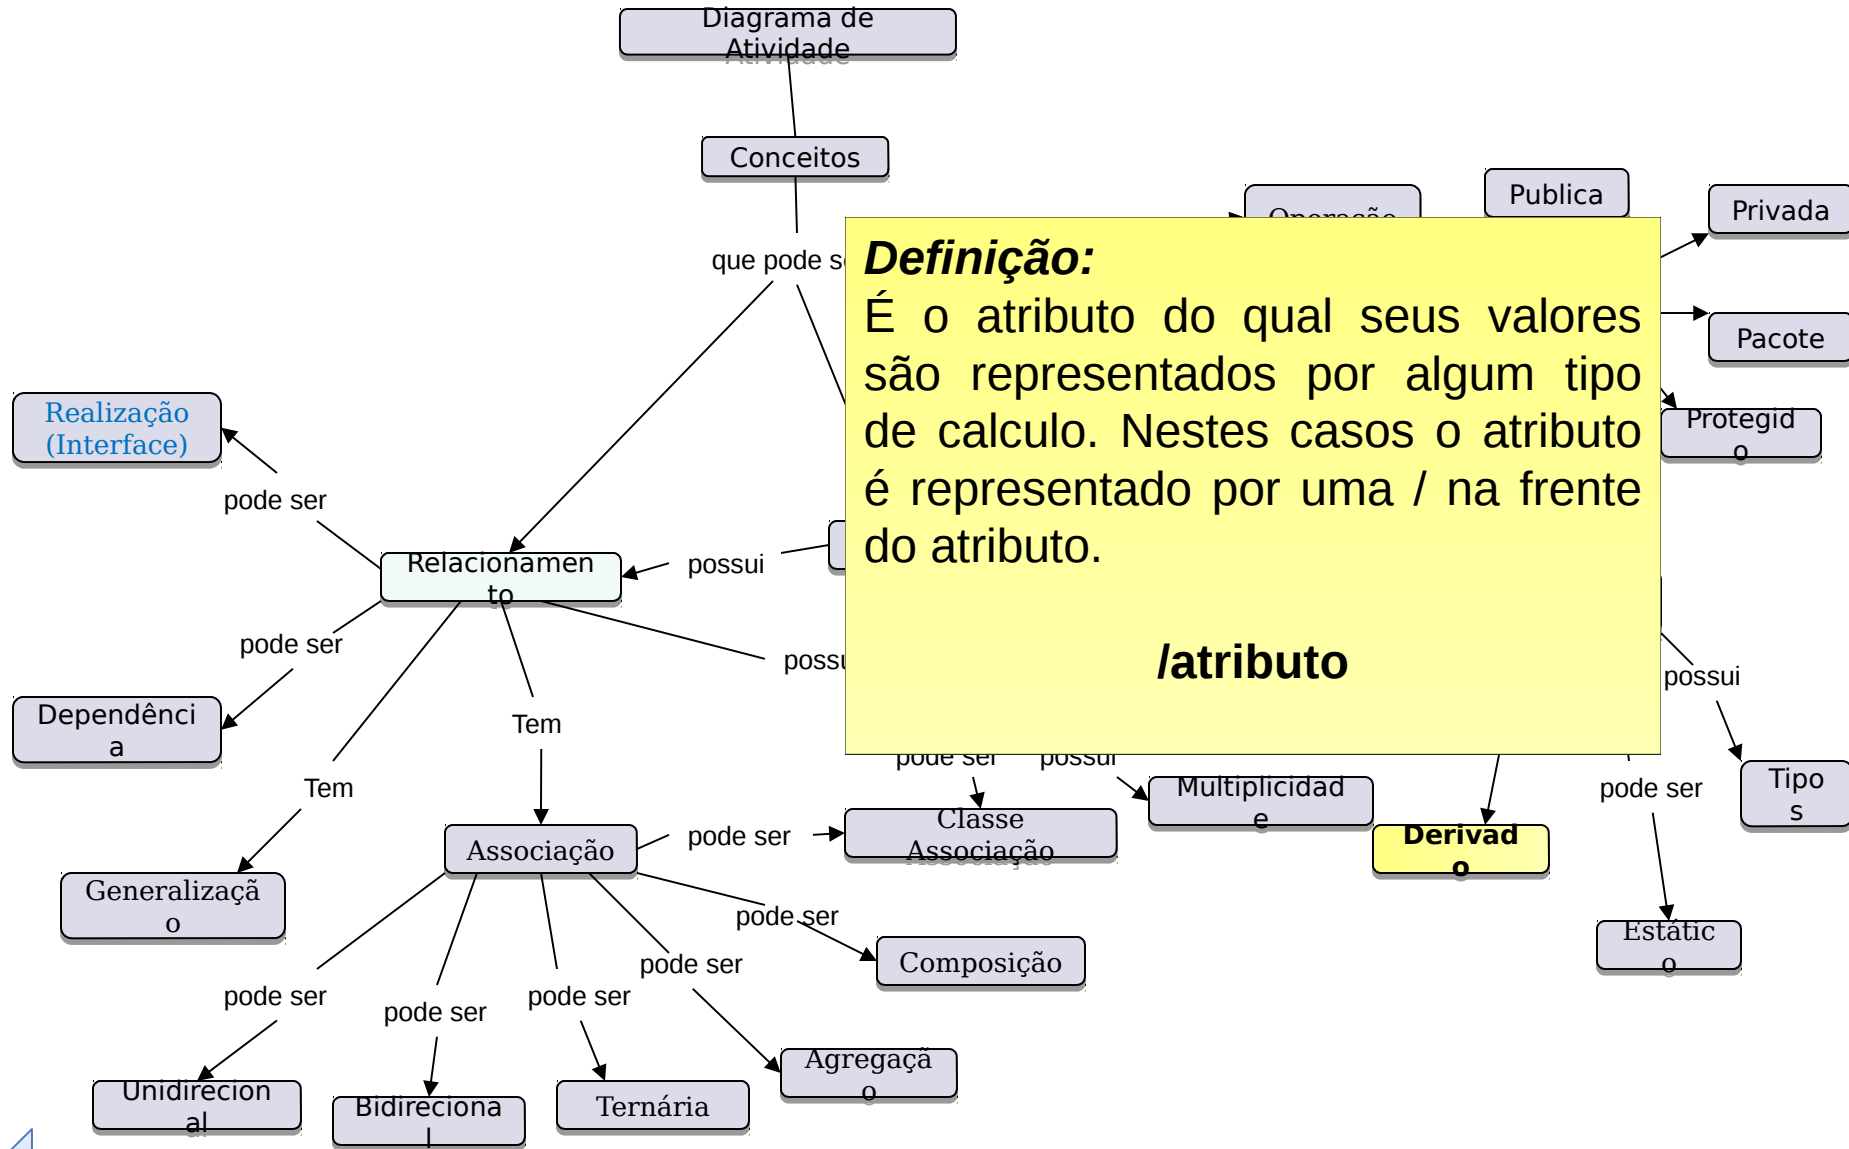 Diagrama de
Atividade
Conceitos
Publica
Privada
Operação
que pode se
Definição:
É o atributo do qual seus valores
são representados por algum tipo
de calculo. Nestes casos o atributo
é representado por uma / na frente
do atributo.
/atributo
Pacote
Protegid
o
Realização
(Interface)
pode ser
Relacionamen
to
possui
pode ser
possu
possui
Dependênci
a
Tem
pode ser
possui
Tem
Multiplicidad
e
pode ser
Tipo
s
Associação
pode ser
Classe
Associação
Derivad
o
Generalizaçã
o
pode ser
Composição
Estátic
o
pode ser
pode ser
pode ser
pode ser
Agregaçã
o
Unidirecion
al
Bidireciona
l
Ternária